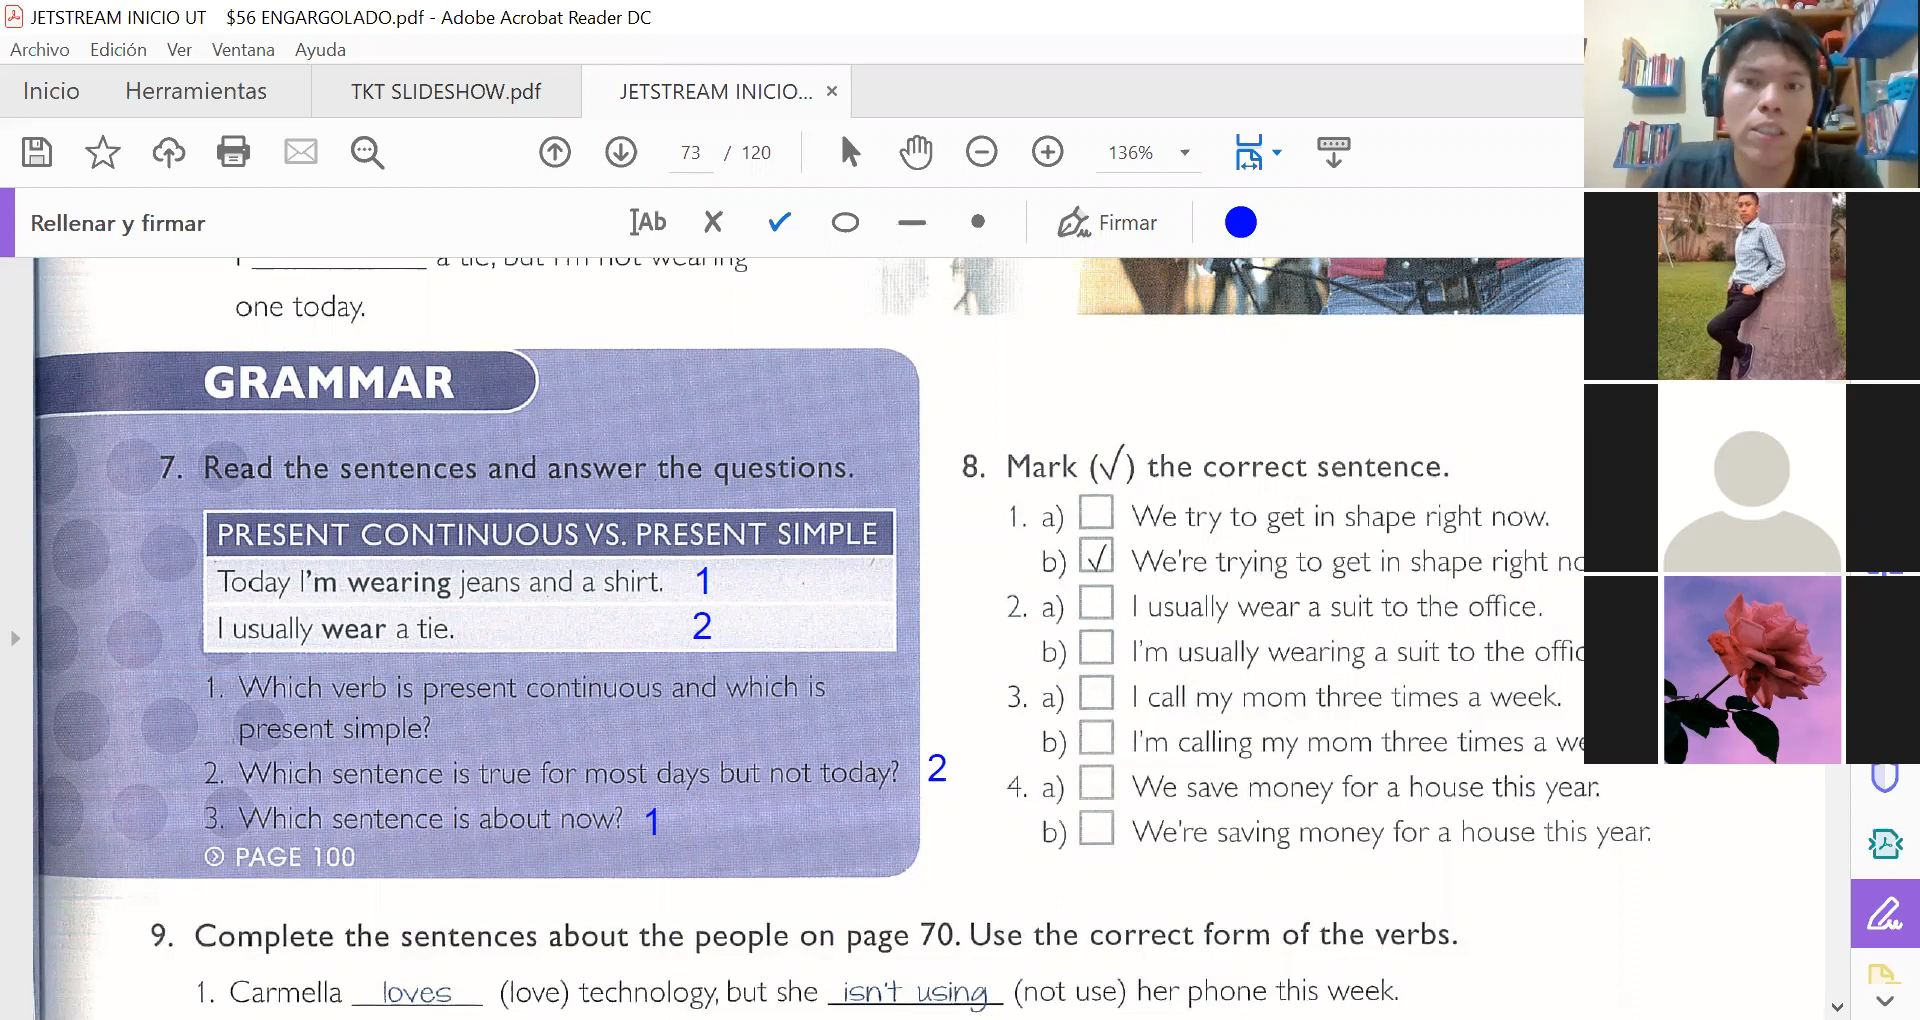 JETSTREAM INICIO UT    $56 ENGARGOLADO.pdf - Adobe Acrobat Reader DC
Archivo Edición Ver Ventana Ayuda
Inicio Herramientas TKT SLIDESHOW.pdf JETSTREAM INICIO... ×
73 / 120 136%
Rellenar y firmar Ab Firmar
a tie, but I'm not wearing
one today.
GRAMMAR
7. Read the sentences and answer the questions.
PRESENT CONTINUOUS VS. PRESENT SIMPLE
Today I'm wearing jeans and a shirt. 1
I usually wear a tie. 2
1. Which verb is present continuous and which is
present simple?
2. Which sentence is true for most days but not today? 2
3. Which sentence is about now? 1
PAGE 100
8. Mark (√) the correct sentence.
1. a) We try to get in shape right now.
b) √ We're trying to get in shape right
2. a) I usually wear a suit to the office.
b) I'm usually wearing a suit to the
3. a) I call my mom three times a week.
b) I'm calling my mom three times a
4. a) We save money for a house this year.
b) We're saving money for a house this year.
9. Complete the sentences about the people on page 70. Use the correct form of the verbs.
1. Carmella loves (love) technology, but she isn't using (not use) her phone this week.